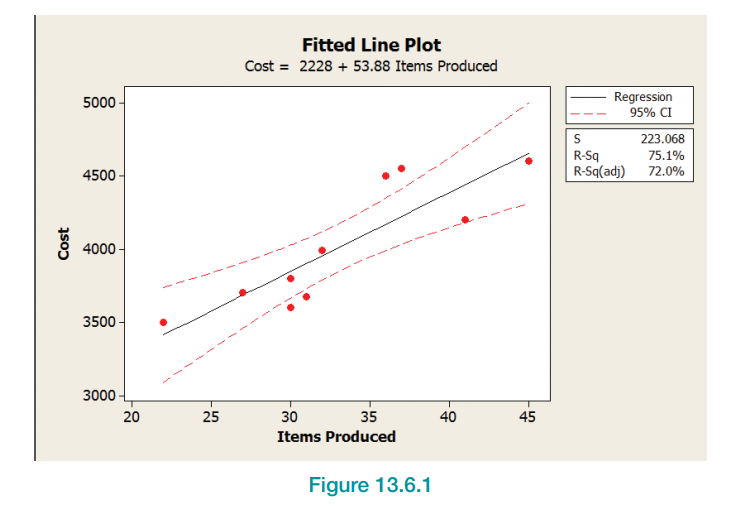 Fitted Line Plot
Cost = 2228 + 53.88 Items Produced
Regression
95% CI
S 223.068
R-Sq 75.1%
R-Sq(adj) 72.0%
5000
4500
4000
3500
3000
Cost
20 25 30 35 40 45
Items Produced
Figure 13.6.1